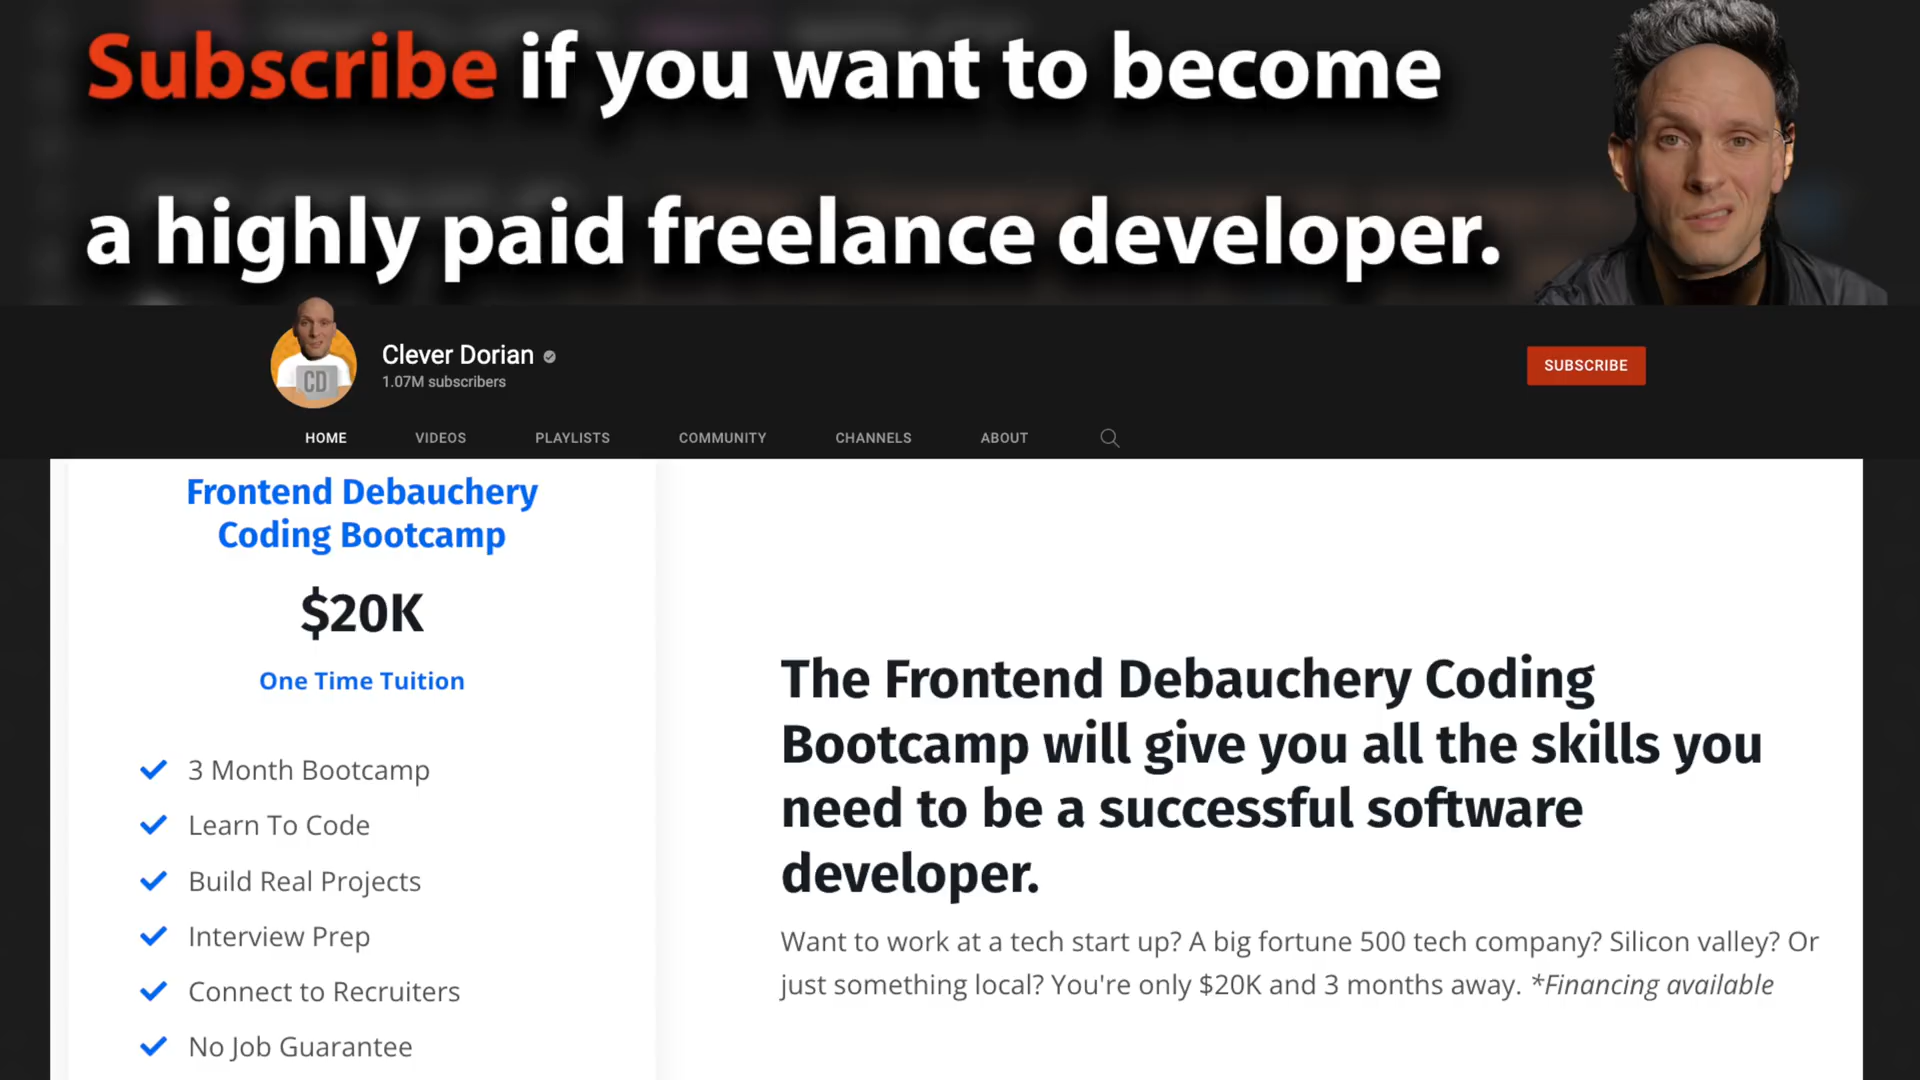 Subscribe if you want to become
a highly paid freelance developer.
CD
Clever Dorian
1.07M subscribers
SUBSCRIBE
HOME VIDEOS PLAYLISTS COMMUNITY CHANNELS ABOUT
Frontend Debauchery
Coding Bootcamp
$20K
One Time Tuition
3 Month Bootcamp
Learn To Code
Build Real Projects
Interview Prep
Connect to Recruiters
No Job Guarantee
The Frontend Debauchery Coding
Bootcamp will give you all the skills you
need to be a successful software
developer.
Want to work at a tech start up? A big fortune 500 tech company? Silicon valley? Or
just something local? You're only $20K and 3 months away. *Financing available